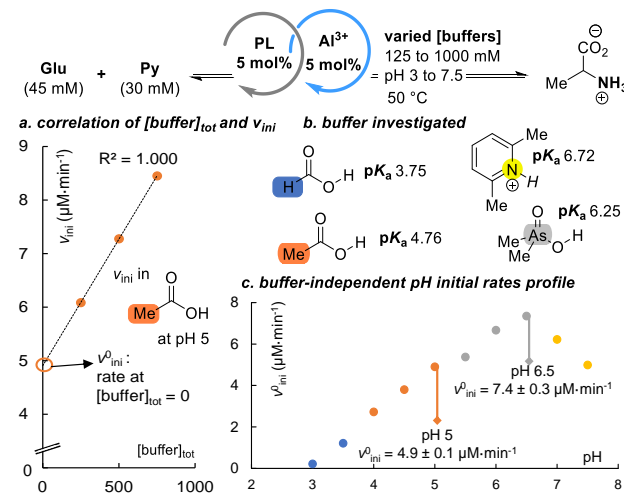 Glu + Py
(45 mM) (30 mM)
PL
5 mol%
Al³⁺
5 mol%
varied [buffers]
125 to 1000 mM
pH 3 to 7.5
50 °C
⊖
CO₂
Me NH₃
⊕
a. correlation of [buffer]tot and vini
9
8
7
6
5
4
0
vini (µM·min⁻¹)
R² = 1.000
vini in
Me O OH
at pH 5
v⁰ini :
rate at
[buffer]tot = 0
[buffer]tot
0 500 1000
b. buffer investigated
H O O H pKa 3.75
Me O O H pKa 4.76
Me N H ⊕ Me pKa 6.72
O Me As Me O H pKa 6.25
c. buffer-independent pH initial rates profile
8
6
4
2
0
v⁰ini (µM·min⁻¹)
pH 6.5
v⁰ini = 7.4 ± 0.3 µM·min⁻¹
pH 5
v⁰ini = 4.9 ± 0.1 µM·min⁻¹
pH
2 3 4 5 6 7 8